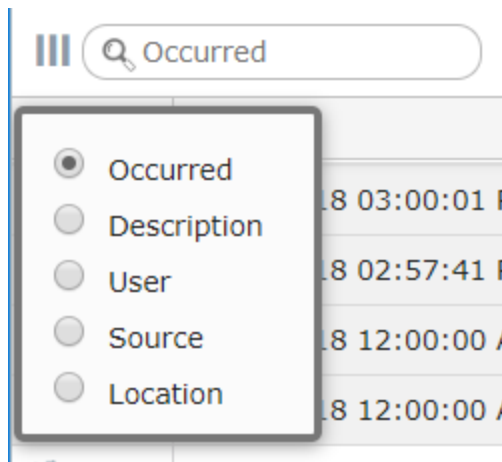 Occurred
Occurred
Description
18 03:00:01
User
18 02:57:41
Source
18 12:00:00
Location
18 12:00:00